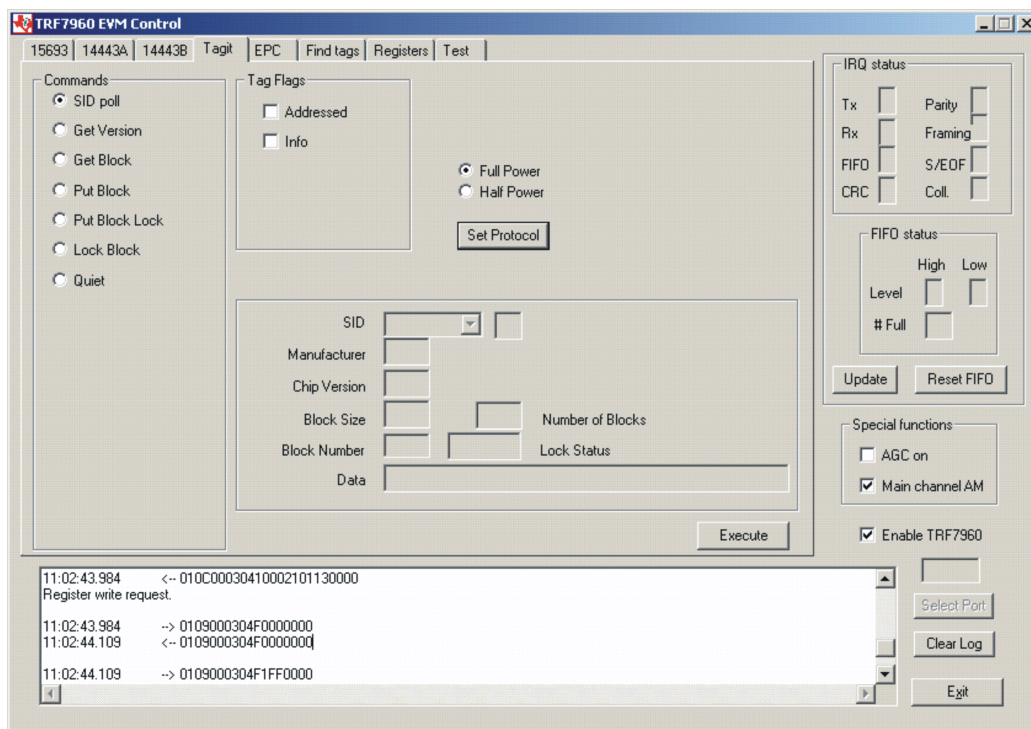 TRF7960 EVM Control
15693 14443A 14443B Tagit EPC Find tags Registers Test
Commands
SID poll
Get Version
Get Block
Put Block
Put Block Lock
Lock Block
Quiet
Tag Flags
Addressed
Info
Full Power
Half Power
Set Protocol
SID
Manufacturer
Chip Version
Block Size
Number of Blocks
Block Number
Lock Status
Data
Execute
IRQ status
Tx Parity
Rx Framing
FIFO S/EOF
CRC Coll.
FIFO status
High Low
Level
# Full
Update Reset FIFO
Special functions
AGC on
Main channel AM
Enable TRF7960
Select Port
Clear Log
Exit
11:02:43.984 <-- 010C00030410002101130000
Register write request.
11:02:43.984 --> 0109000304F0000000
11:02:44.109 <-- 0109000304F0000000
11:02:44.109 --> 0109000304F1FF0000